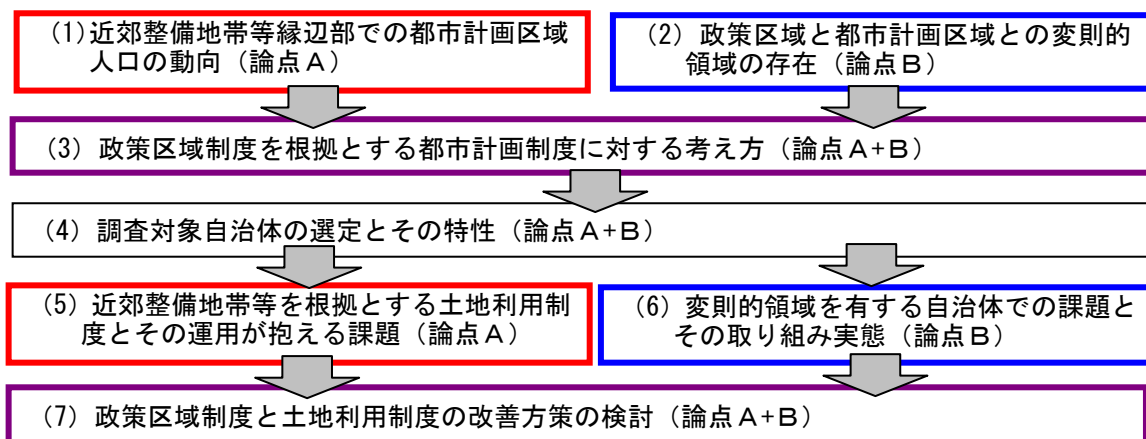 (1)近郊整備地帯等縁辺部での都市計画区域
人口の動向(論点A)
(2) 政策区域と都市計画区域との変則的
領域の存在(論点B)
(3) 政策区域制度を根拠とする都市計画制度に対する考え方(論点A+B)
(4) 調査対象自治体の選定とその特性(論点A+B)
(5) 近郊整備地帯等を根拠とする土地利用制
度とその運用が抱える課題(論点A)
(6) 変則的領域を有する自治体での課題と
その取り組み実態(論点B)
(7) 政策区域制度と土地利用制度の改善方策の検討(論点A+B)